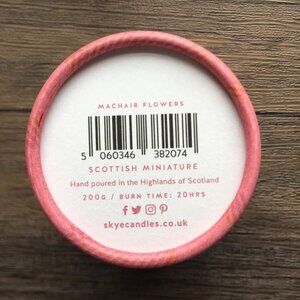 MACHAIR FLOWERS
5 060346 382074
SCOTTISH MINIATURE
Hand poured in the Highlands of Scotland
200G / BURN TIME: 20HRS
skyecandles.co.uk